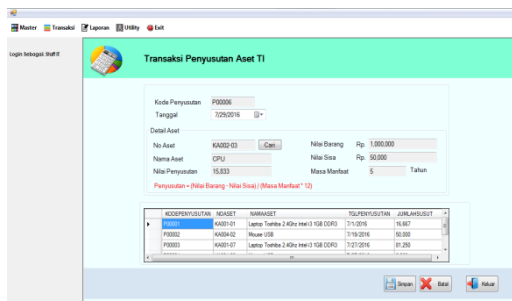 Master Transaksi Laporan Utility Exit
Login Sebagai: Staff IT
Transaksi Penyusutan Aset TI
Kode Penyusutan P00006
Tanggal 7/29/2016
Detail Aset
No Aset KA002-03 Cari Nilai Barang Rp. 1,000,000
Nama Aset CPU Nilai Sisa Rp. 50,000
Nilai Penyusutan 15,833 Masa Manfaat 5 Tahun
Penyusutan = (Nilai Barang - Nilai Sisa) / (Masa Manfaat * 12)
KODEPENYUSUTAN NOASET NAMAASET TGLPENYUSUTAN JUMLAHSUSUT
P00001 KA001-01 Laptop Toshiba 2.4Ghz Intel i3 1GB DDR3 7/1/2016 16,667
P00002 KA004-02 Mouse USB 7/19/2016 50,000
P00003 KA001-07 Laptop Toshiba 2.4Ghz Intel i3 1GB DDR3 7/27/2016 81,250
Simpan Batal Keluar